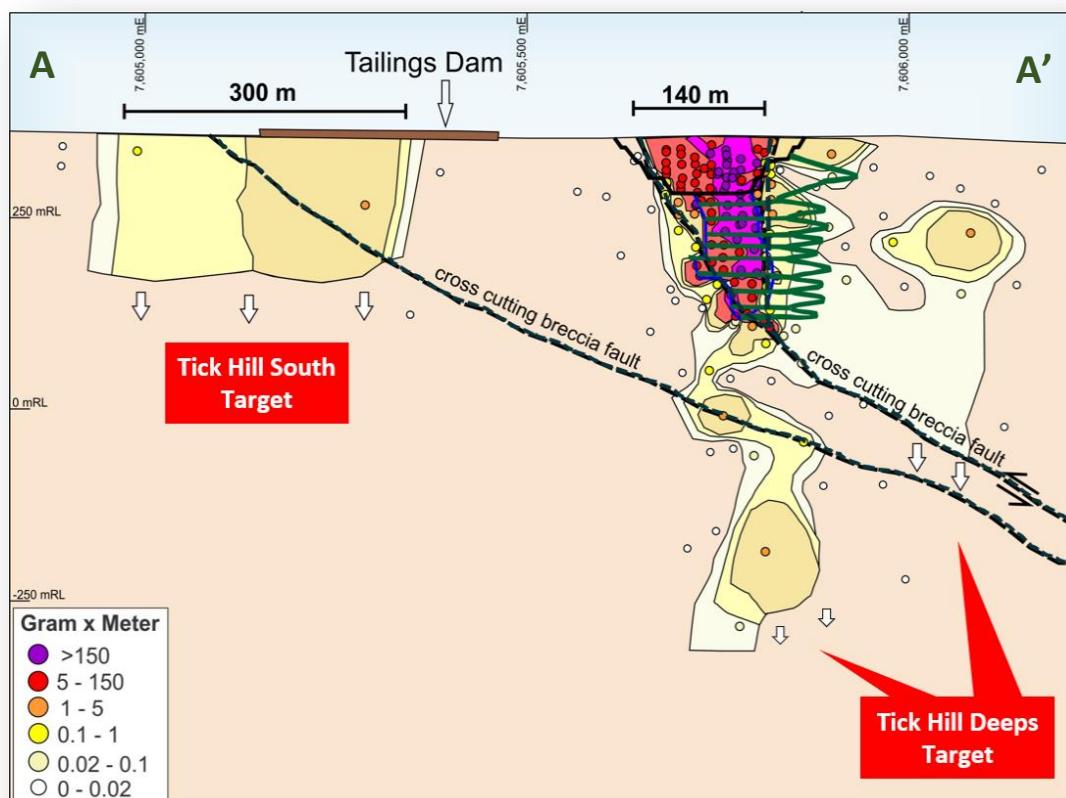 7,605,000 mE
7,605,500 mE
7,606,000 mE
A
A’
Tailings Dam
300 m
140 m
250 mRL
cross cutting breccia fault
Tick Hill South
Target
cross cutting breccia fault
0 mRL
-250 mRL
Gram x Meter
>150
5 - 150
1 - 5
0.1 - 1
0.02 - 0.1
0 - 0.02
Tick Hill Deeps
Target